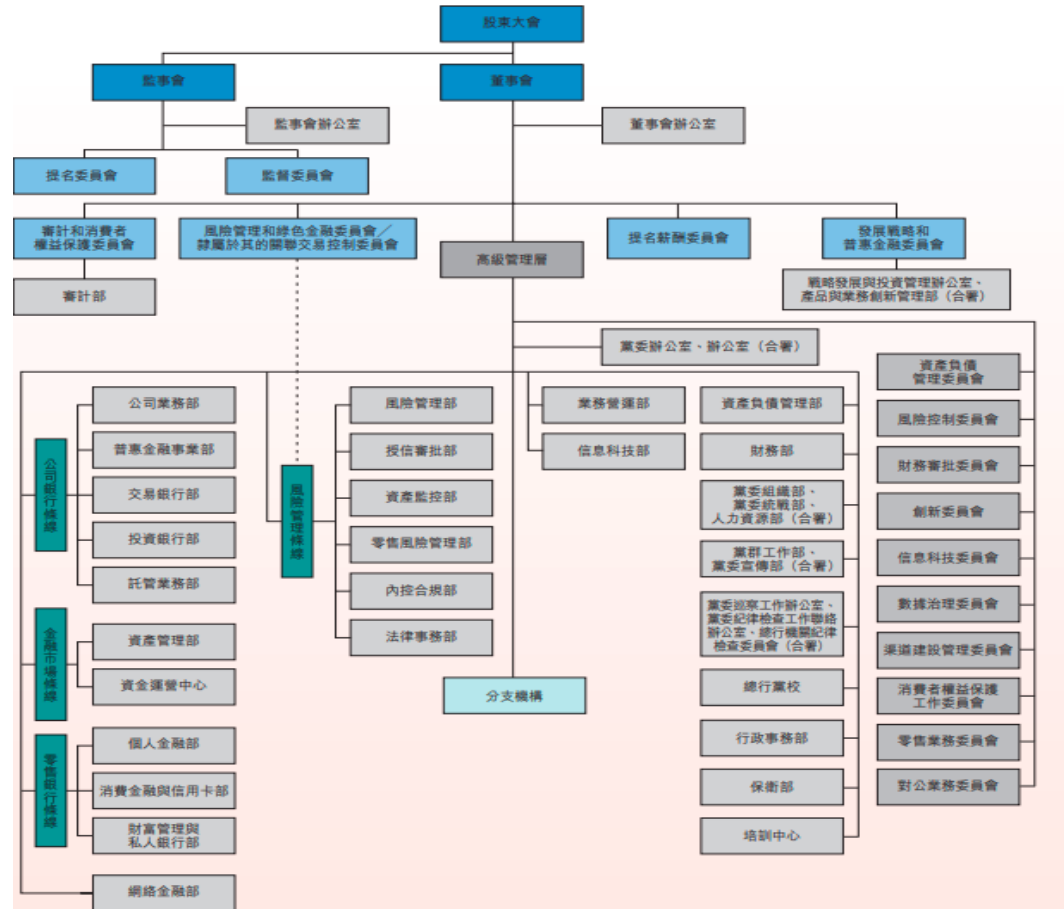 股東大會
監事會
董事會
監事會辦公室
董事會辦公室
提名委員會
監督委員會
審計和消費者
權益保護委員會
風險管理和綠色金融委員會／
隸屬於其的關聯交易控制委員會
提名薪酬委員會
發展戰略和
普惠金融委員會
高級管理層
審計部
戰略發展與投資管理辦公室、
產品與業務創新管理部（合署）
黨委辦公室、辦公室（合署）
公司銀行條線
公司業務部
普惠金融事業部
交易銀行部
投資銀行部
託管業務部
金融市場條線
資產管理部
資金運營中心
零售銀行條線
個人金融部
消費金融與信用卡部
財富管理與
私人銀行部
網絡金融部
風險管理條線
風險管理部
授信審批部
資產監控部
零售風險管理部
內控合規部
法律事務部
分支機構
業務營運部
信息科技部
資產負債管理部
財務部
黨委組織部、
黨委統戰部、
人力資源部（合署）
黨群工作部、
黨委宣傳部（合署）
黨委巡察工作辦公室、
黨委紀律檢查工作聯絡
辦公室、總行機關紀律
檢查委員會（合署）
總行黨校
行政事務部
保衛部
培訓中心
資產負債
管理委員會
風險控制委員會
財務審批委員會
創新委員會
信息科技委員會
數據治理委員會
渠道建設管理委員會
消費者權益保護
工作委員會
零售業務委員會
對公業務委員會